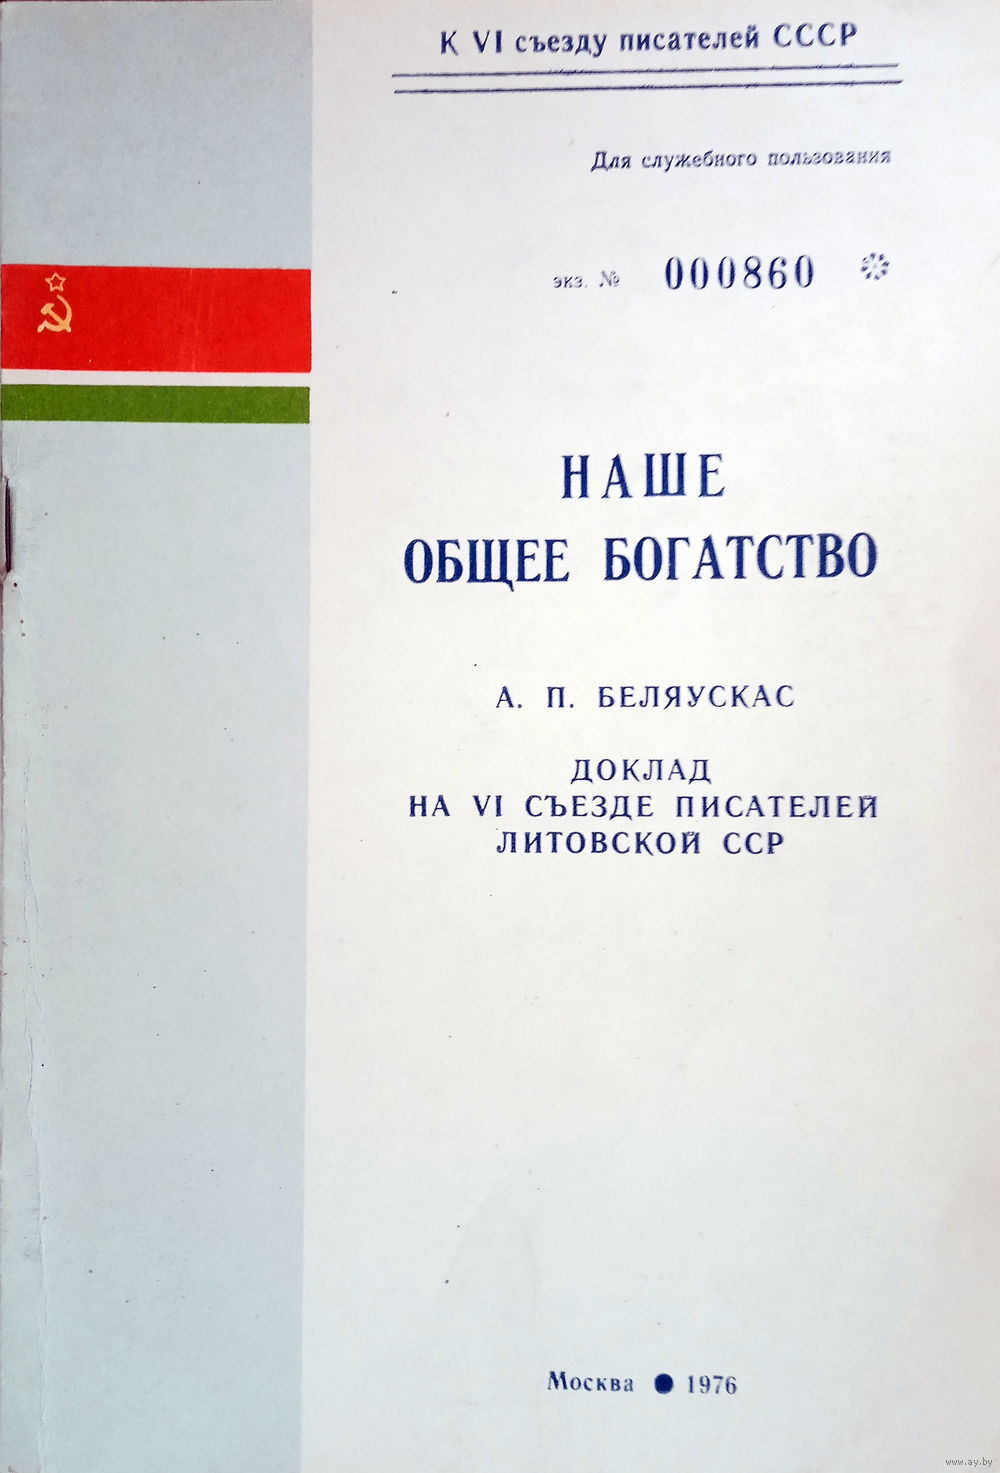 К VI съезду писателей СССР
Для служебного пользования
экз. № 000860
НАШЕ
ОБЩЕЕ БОГАТСТВО
А. П. БЕЛЯУСКАС
ДОКЛАД
НА VI СЪЕЗДЕ ПИСАТЕЛЕЙ
ЛИТОВСКОЙ ССР
Москва ● 1976
www.ay.by